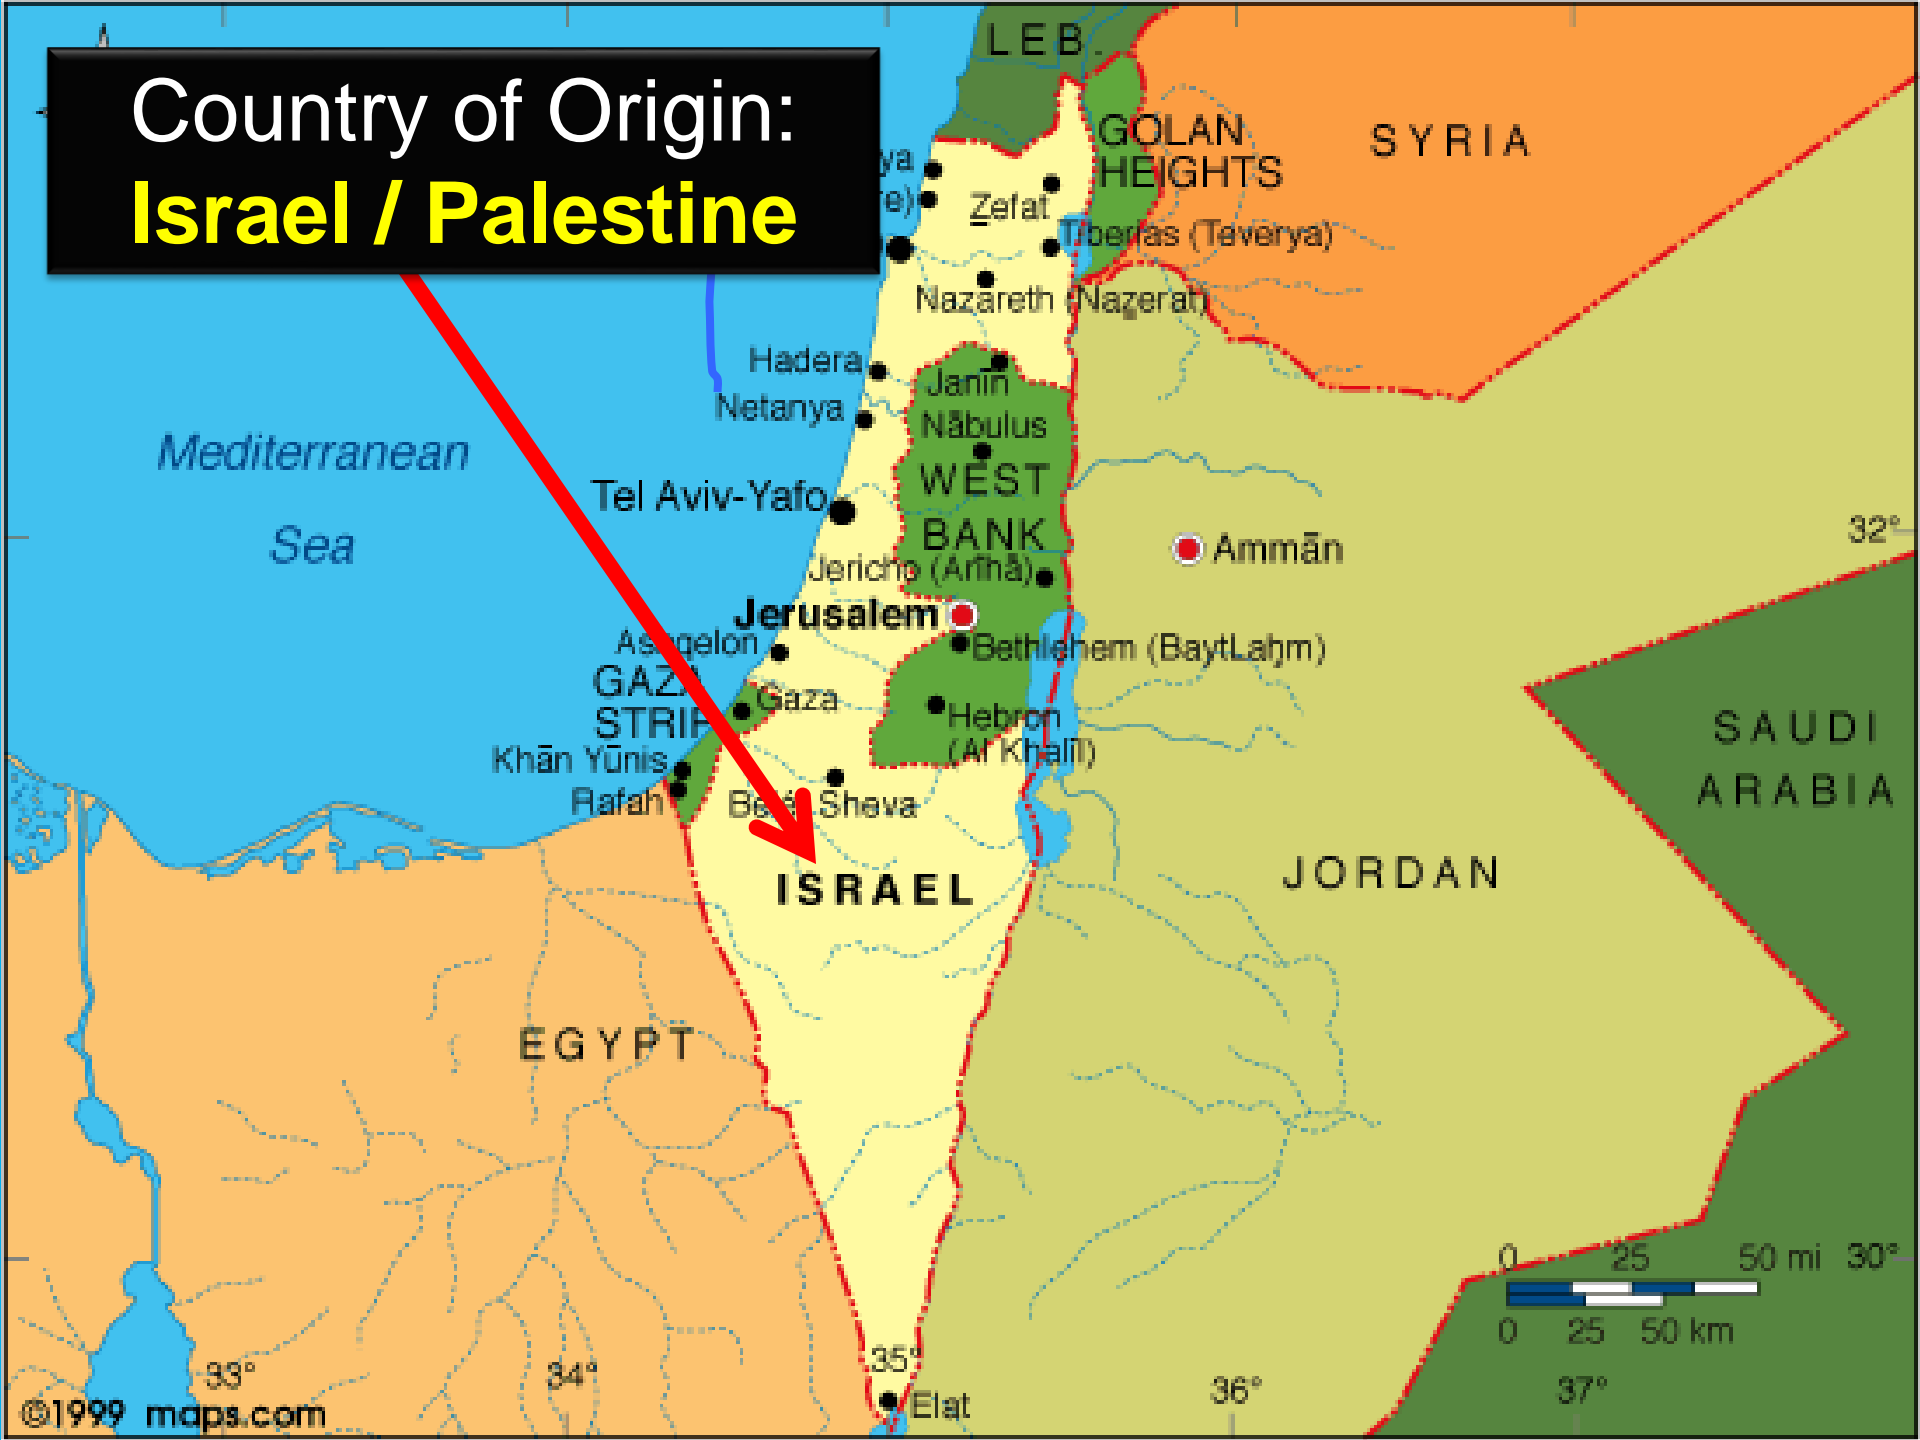 Country of Origin:
Israel / Palestine
LEB.
GOLAN
HEIGHTS
SYRIA
ya
e)
Zefat
Tiberias (Teverya)
Nazareth (Nazerat)
Hadera
Janin
Netanya
Nābulus
Mediterranean
Sea
WEST
BANK
Tel Aviv-Yafo
32°
Ammān
Jericho (Arīhā)
Jerusalem
Bethlehem (BaytLaḥm)
GAZA
STRIP
Gaza
Hebron
(Al Khalīl)
Khān Yūnis
Rafah
Sheva
SAUDI
ARABIA
ISRAEL
JORDAN
EGYPT
0 25 50 mi
30°
0 25 50 km
33°
34°
35°
36°
37°
Elat
©1999 maps.com